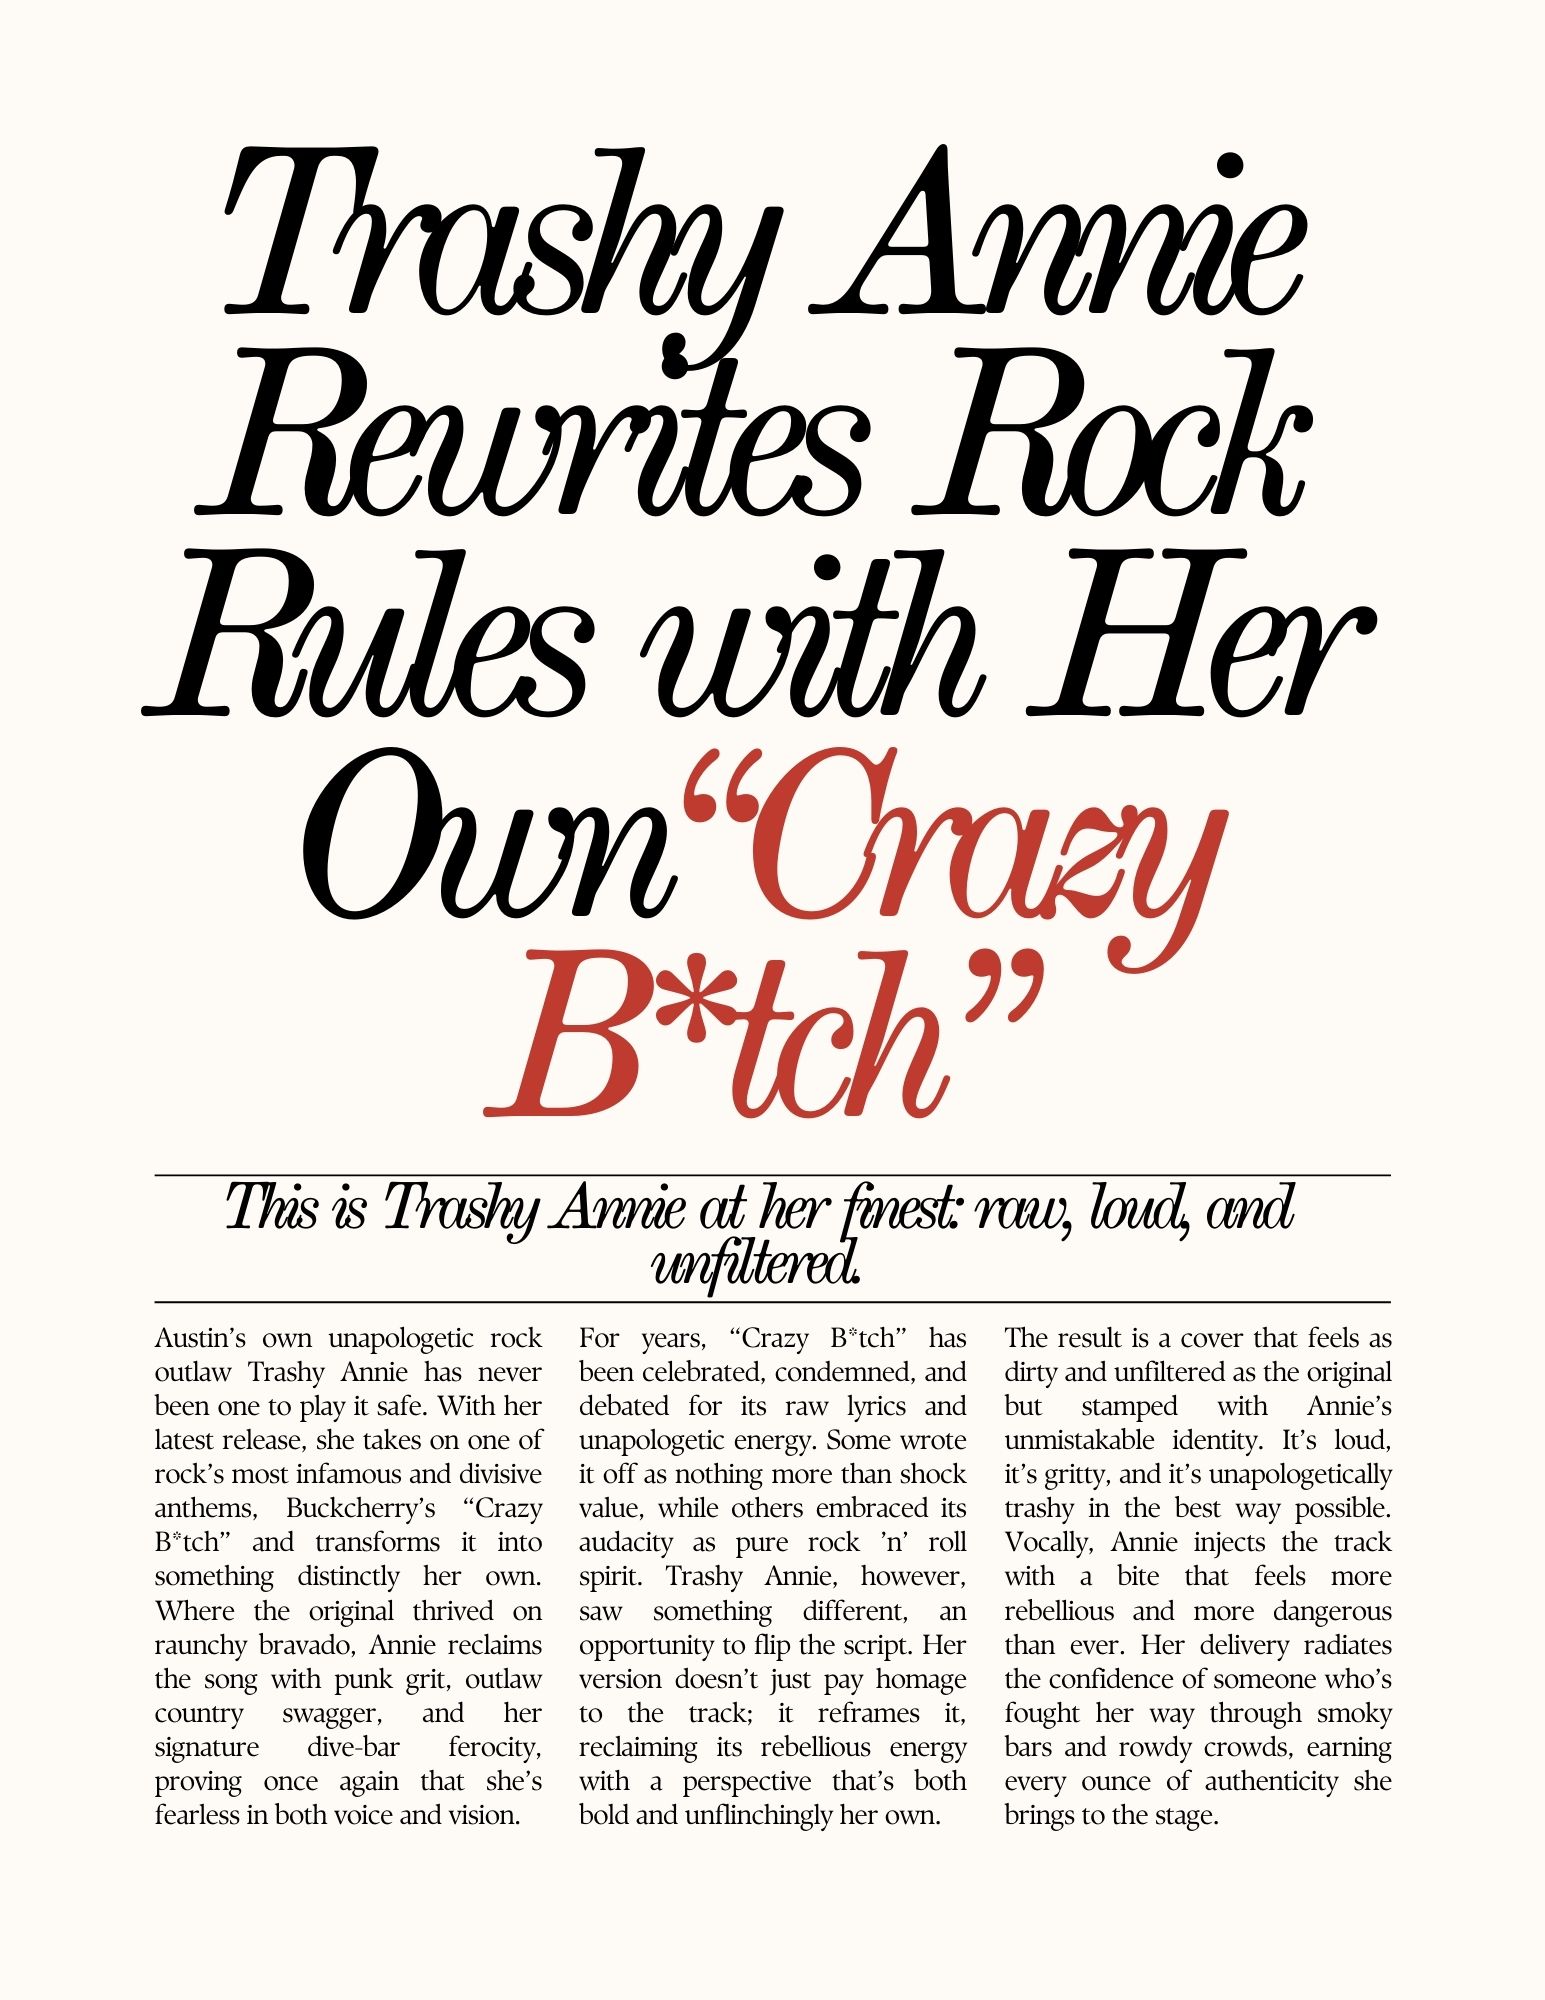 Trashy Annie
Rewrites Rock
Rules with Her
Own “Crazy
B*tch”
This is Trashy Annie at her finest: raw, loud, and
unfiltered.
Austin’s own unapologetic rock
outlaw Trashy Annie has never
been one to play it safe. With her
latest release, she takes on one of
rock’s most infamous and divisive
anthems, Buckcherry’s “Crazy
B*tch” and transforms it into
something distinctly her own.
Where the original thrived on
raunchy bravado, Annie reclaims
the song with punk grit, outlaw
country swagger, and her
signature dive-bar ferocity,
proving once again that she’s
fearless in both voice and vision.
For years, “Crazy B*tch” has
been celebrated, condemned, and
debated for its raw lyrics and
unapologetic energy. Some wrote
it off as nothing more than shock
value, while others embraced its
audacity as pure rock ’n’ roll
spirit. Trashy Annie, however,
saw something different, an
opportunity to flip the script. Her
version doesn’t just pay homage
to the track; it reframes it,
reclaiming its rebellious energy
with a perspective that’s both
bold and unflinchingly her own.
The result is a cover that feels as
dirty and unfiltered as the original
but stamped with Annie’s
unmistakable identity. It’s loud,
it’s gritty, and it’s unapologetically
trashy in the best way possible.
Vocally, Annie injects the track
with a bite that feels more
rebellious and more dangerous
than ever. Her delivery radiates
the confidence of someone who’s
fought her way through smoky
bars and rowdy crowds, earning
every ounce of authenticity she
brings to the stage.